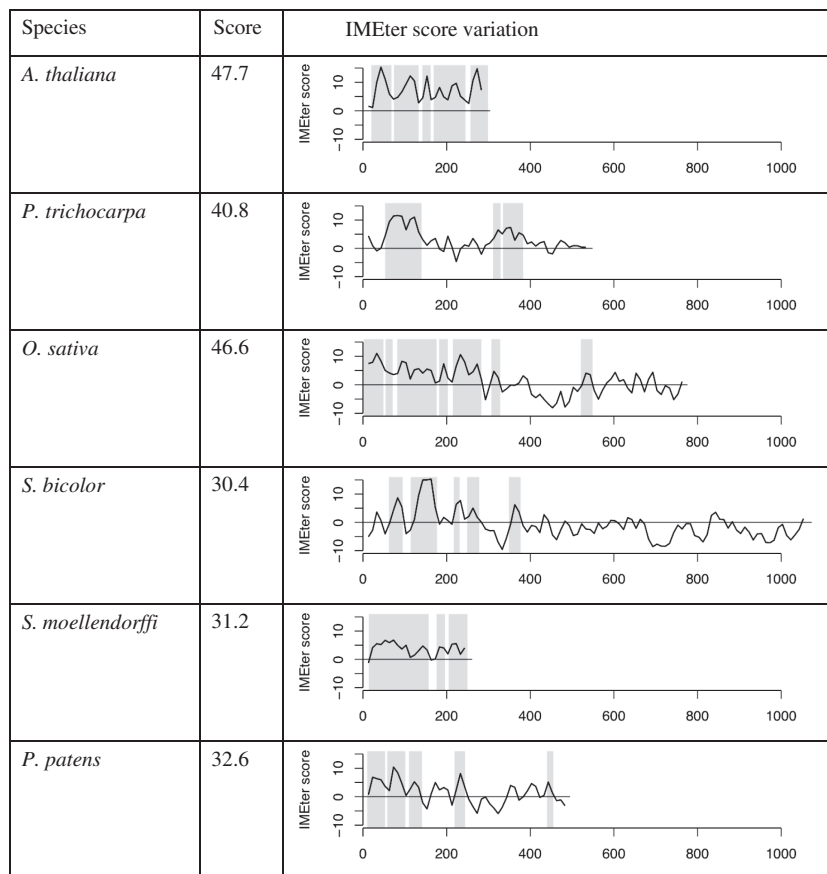 Species Score IMEter score variation
A. thaliana 47.7
IMEter score
10
0
−10
0 200 400 600 800 1000
P. trichocarpa 40.8
IMEter score
10
0
−10
0 200 400 600 800 1000
O. sativa 46.6
IMEter score
10
0
−10
0 200 400 600 800 1000
S. bicolor 30.4
IMEter score
10
0
−10
0 200 400 600 800 1000
S. moellendorffi 31.2
IMEter score
10
0
−10
0 200 400 600 800 1000
P. patens 32.6
IMEter score
10
0
−10
0 200 400 600 800 1000